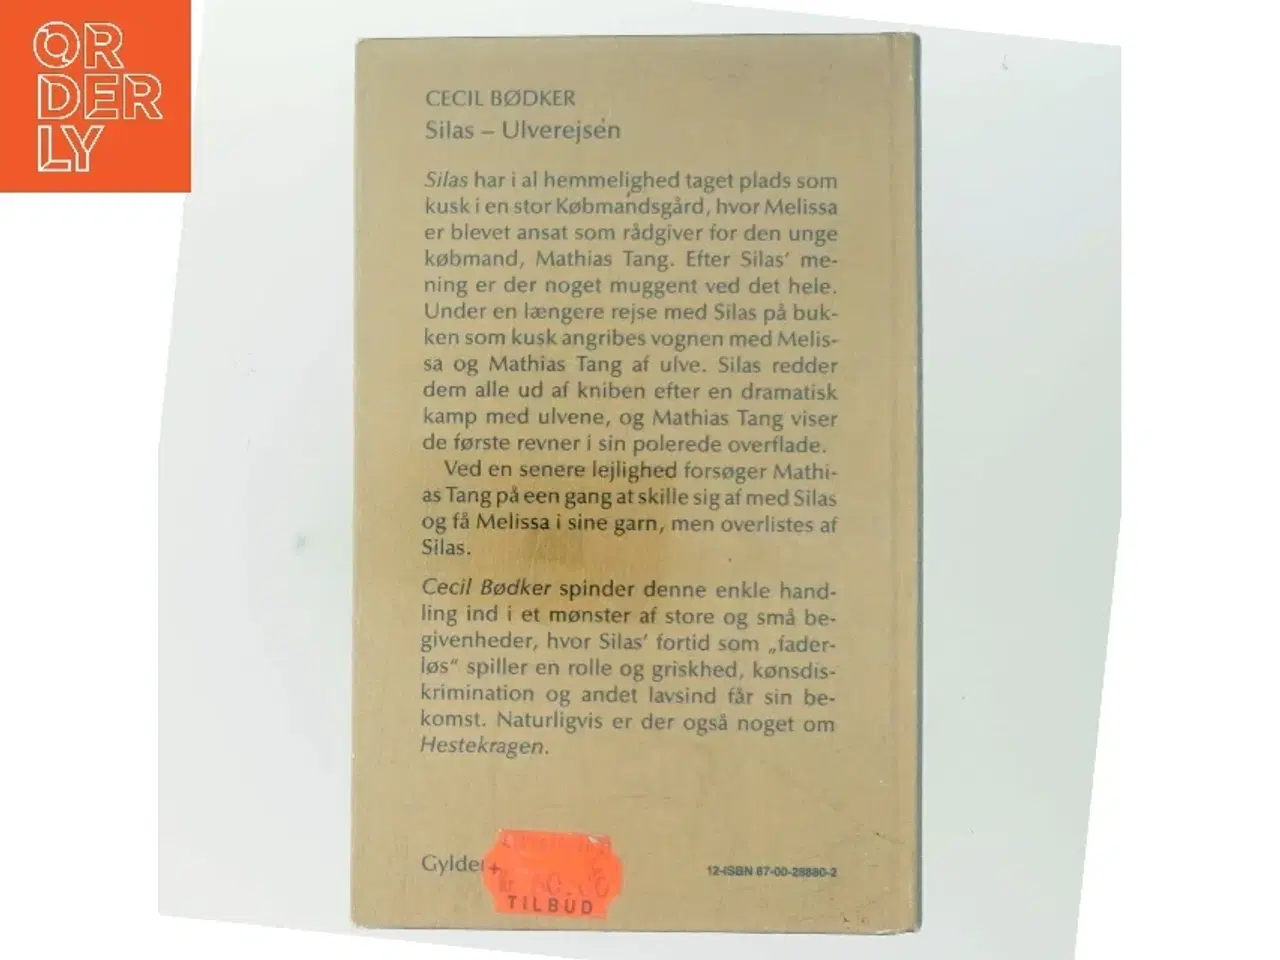 ORDERLY
CECIL BØDKER
Silas – Ulverejsen
Silas har i al hemmelighed taget plads som
kusk i en stor Købmandsgård, hvor Melissa
er blevet ansat som rådgiver for den unge
købmand, Mathias Tang. Efter Silas' me-
ning er der noget muggent ved det hele.
Under en længere rejse med Silas på buk-
ken som kusk angribes vognen med Melis-
sa og Mathias Tang af ulve. Silas redder
dem alle ud af kniben efter en dramatisk
kamp med ulvene, og Mathias Tang viser
de første revner i sin polerede overflade.
Ved en senere lejlighed forsøger Mathi-
as Tang på een gang at skille sig af med Silas
og få Melissa i sine garn, men overlistes af
Silas.
Cecil Bødker spinder denne enkle hand-
ling ind i et mønster af store og små be-
givenheder, hvor Silas' fortid som „fader-
løs“ spiller en rolle og griskhed, kønsdis-
krimination og andet lavsind får sin be-
komst. Naturligvis er der også noget om
Hestekragen.
Gylde
TILBUD
12-ISBN 87-00-28880-2